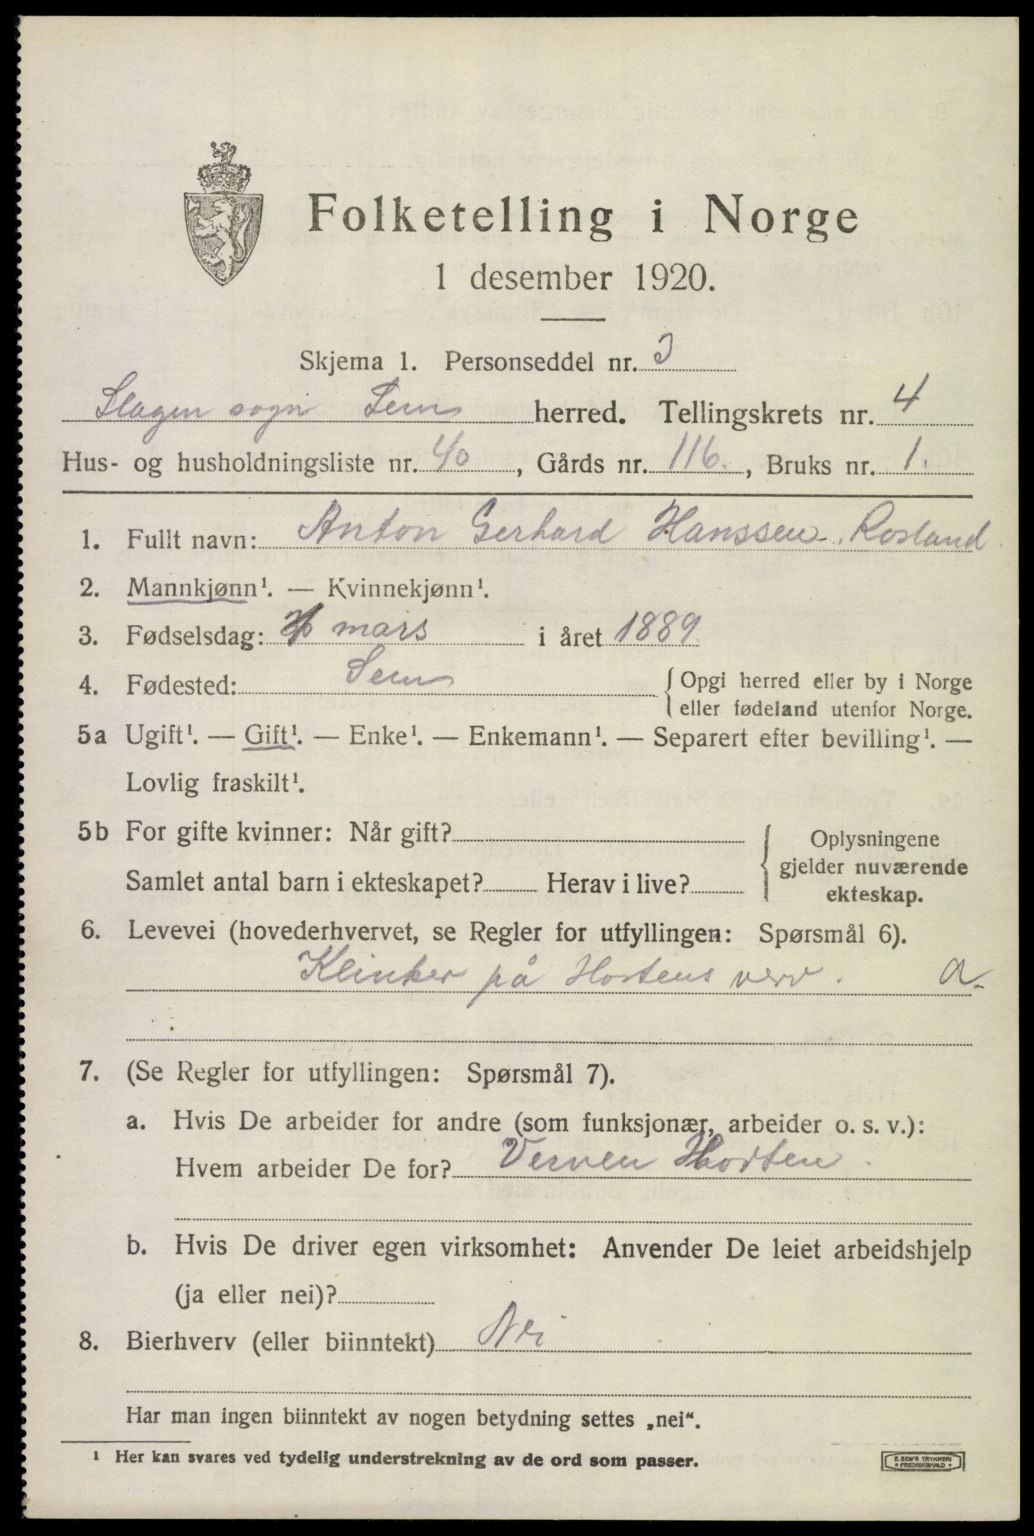 Folketelling i Norge
1 desember 1920.
Skjema 1. Personseddel nr. 3
Slagen sogn Sem herred. Tellingskrets nr. 4
Hus- og husholdningsliste nr. 40, Gårds nr. 116., Bruks nr. 1.
1. Fullt navn: Anton Gerhard Hanssen. Rosland
2. Mannkjønn¹. — Kvinnekjønn¹.
3. Fødselsdag: mars i året 1889
4. Fødested: Sem {Opgi herred eller by i Norge
eller fødeland utenfor Norge.
5a Ugift¹. — Gift¹. — Enke¹. — Enkemann¹. — Separert efter bevilling¹. —
Lovlig fraskilt¹.
5b For gifte kvinner: Når gift?
Samlet antal barn i ekteskapet? Herav i live?
Oplysningene
gjelder nuværende
ekteskap.
6. Levevei (hovederhvervet, se Regler for utfyllingen: Spørsmål 6).
Klinker på Hortens verv. a.
7. (Se Regler for utfyllingen: Spørsmål 7).
a. Hvis De arbeider for andre (som funksjonær, arbeider o. s. v.):
Hvem arbeider De for? Verven Horten.
b. Hvis De driver egen virksomhet: Anvender De leiet arbeidshjelp
(ja eller nei)?
8. Bierhverv (eller biinntekt) Nei
Har man ingen biinntekt av nogen betydning settes „nei“.
¹ Her kan svares ved tydelig understrekning av de ord som passer.
E. SEM'S TRYKKERI
FREDRIKSHALD